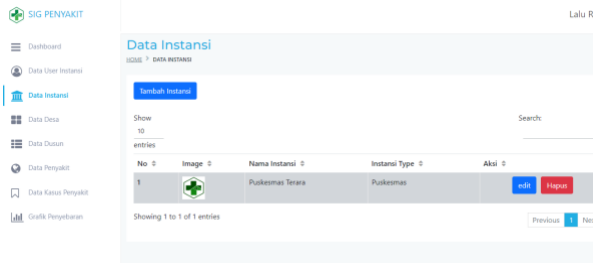 SIG PENYAKIT
Lalu R
Dashboard
Data User Instansi
Data Instansi
Data Desa
Data Dusun
Data Penyakit
Data Kasus Penyakit
Grafik Penyebaran
Data Instansi
HOME > DATA INSTANSI
Tambah Instansi
Show
10
entries
Search:
No Image Nama Instansi Instansi Type Aksi
1 Puskesmas Terara Puskesmas edit Hapus
Showing 1 to 1 of 1 entries
Previous 1 Nex